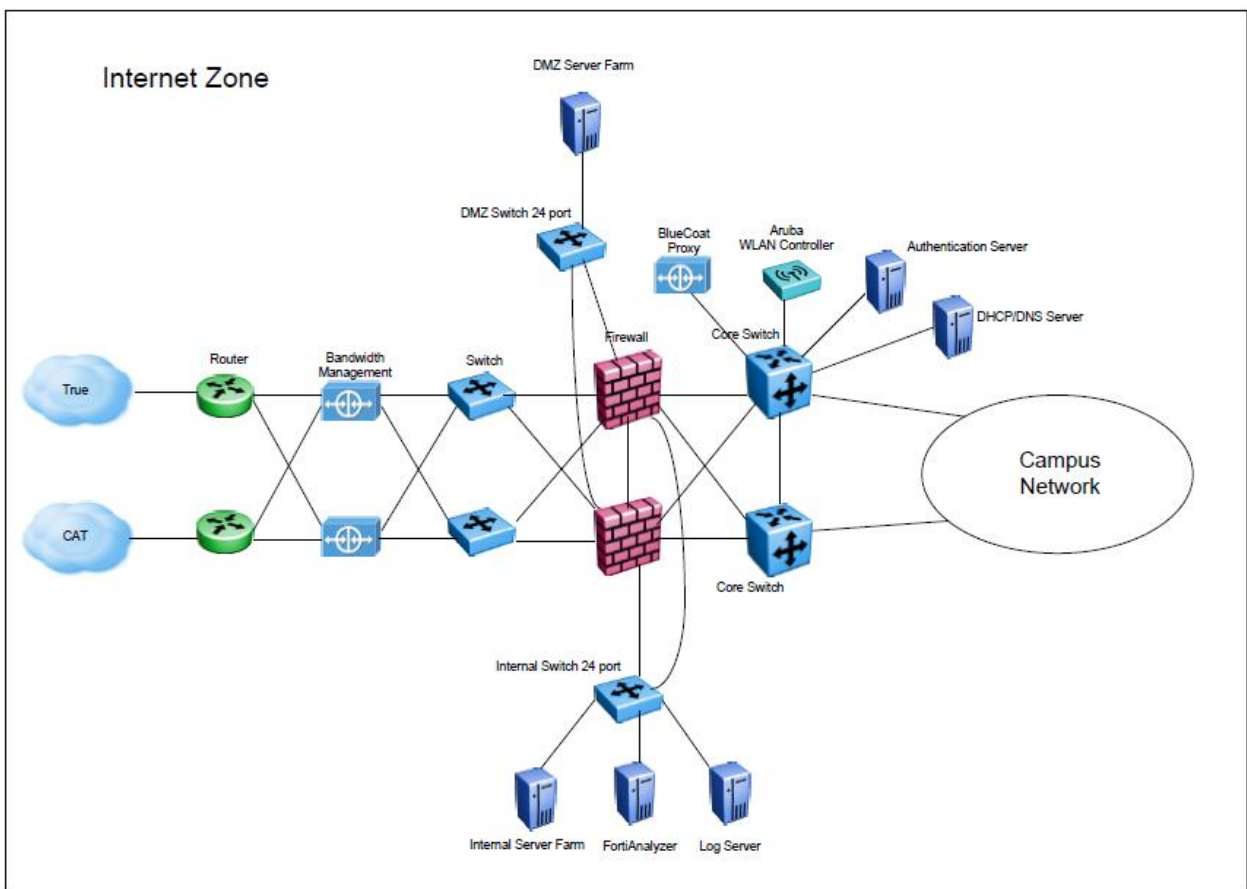 Internet Zone
DMZ Server Farm
DMZ Switch 24 port
BlueCoat
Proxy
Aruba
WLAN Controller
Authentication Server
DHCP/DNS Server
True
Router
Bandwidth
Management
Switch
Firewall
Core Switch
CAT
Campus
Network
Core Switch
Internal Switch 24 port
Internal Server Farm
FortiAnalyzer
Log Server